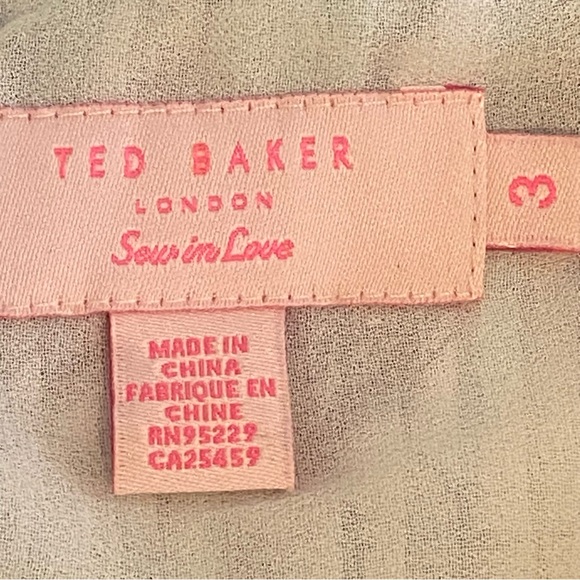 TED BAKER
LONDON
Sew in Love
3
MADE IN
CHINA
FABRIQUE EN
CHINE
RN95229
CA25459